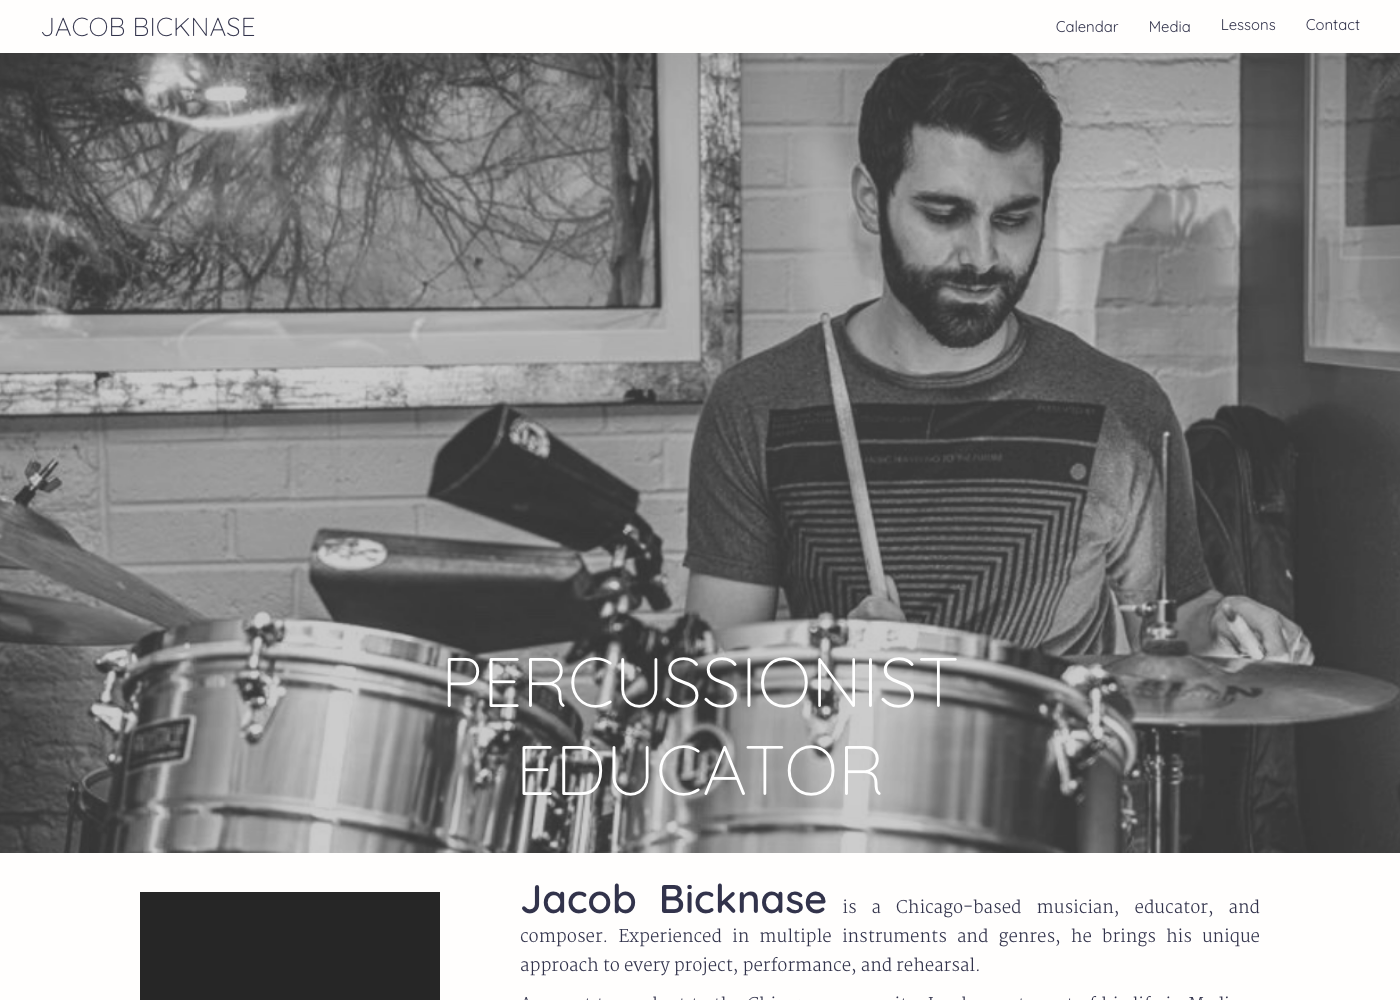 JACOB BICKNASE
Calendar Media Lessons Contact
PERCUSSIONIST
EDUCATOR
Jacob Bicknase is a Chicago-based musician, educator, and
composer. Experienced in multiple instruments and genres, he brings his unique
approach to every project, performance, and rehearsal.